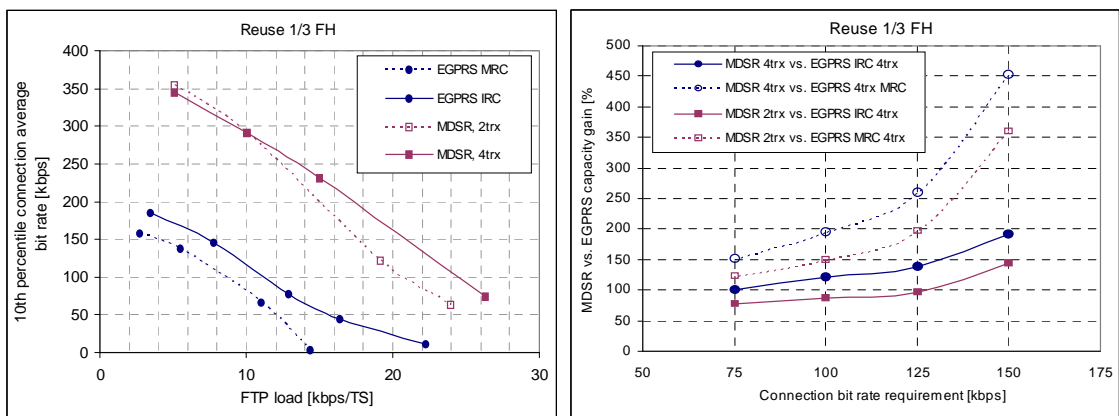 Reuse 1/3 FH
10th percentile connection average
bit rate [kbps]
400
350
300
250
200
150
100
50
0
EGPRS MRC
EGPRS IRC
MDSR, 2trx
MDSR, 4trx
0
10
20
30
FTP load [kbps/TS]
Reuse 1/3 FH
MDSR vs. EGPRS capacity gain [%
500
450
400
350
300
250
200
150
100
50
0
MDSR 4trx vs. EGPRS IRC 4trx
MDSR 4trx vs. EGPRS 4trx MRC
MDSR 2trx vs. EGPRS IRC 4trx
MDSR 2trx vs. EGPRS MRC 4trx
50
75
100
125
150
175
Connection bit rate requirement [kbps]